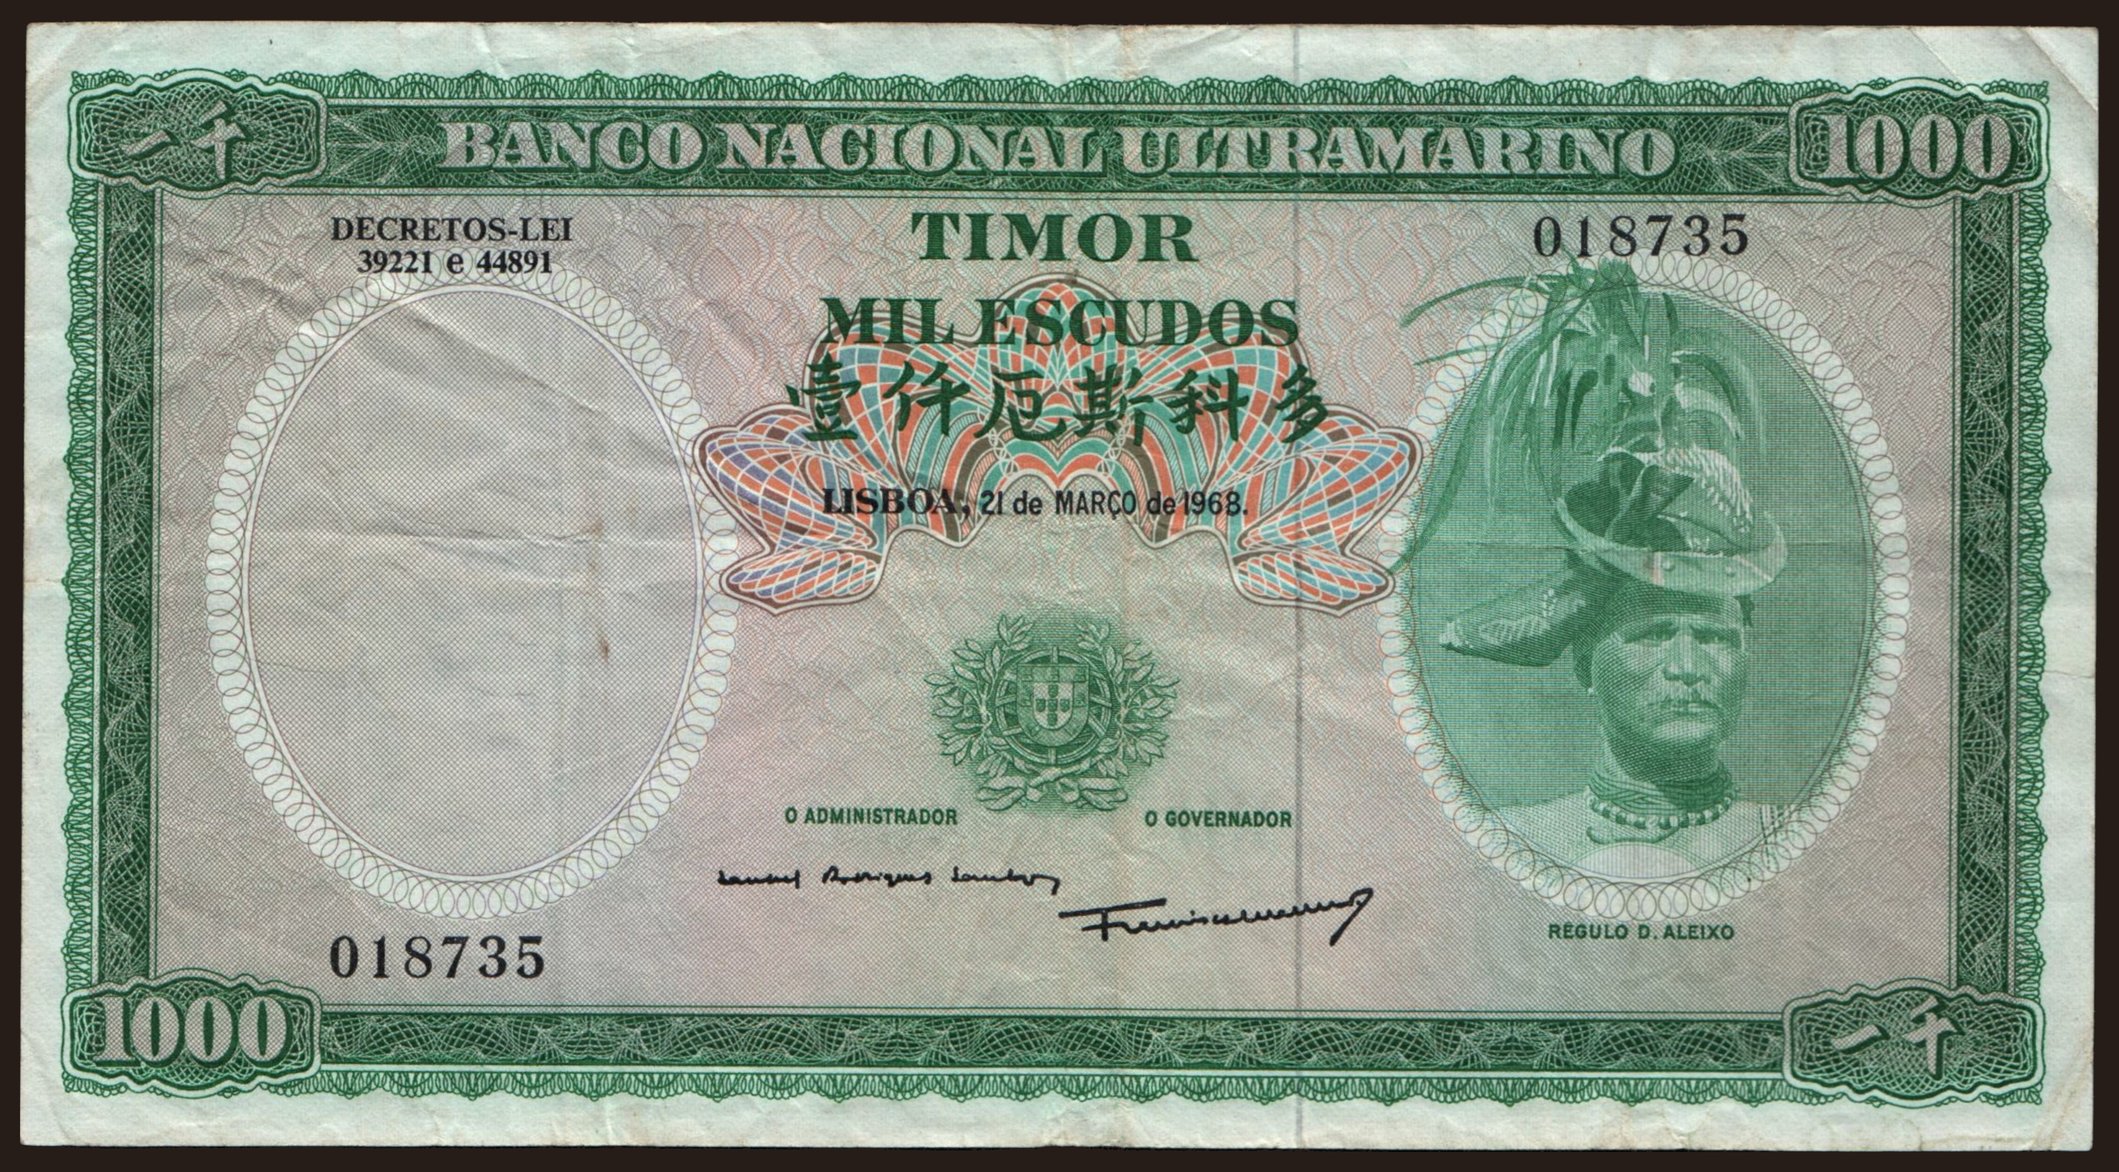 一千
BANCO NACIONAL ULTRAMARINO
1000
DECRETOS-LEI
39221 e 44891
TIMOR
018735
MIL ESCUDOS
壹仟厄斯科多
LISBOA, 21 de MARÇO de 1968.
O ADMINISTRADOR
O GOVERNADOR
RÉGULO D. ALEIXO
018735
1000
一千